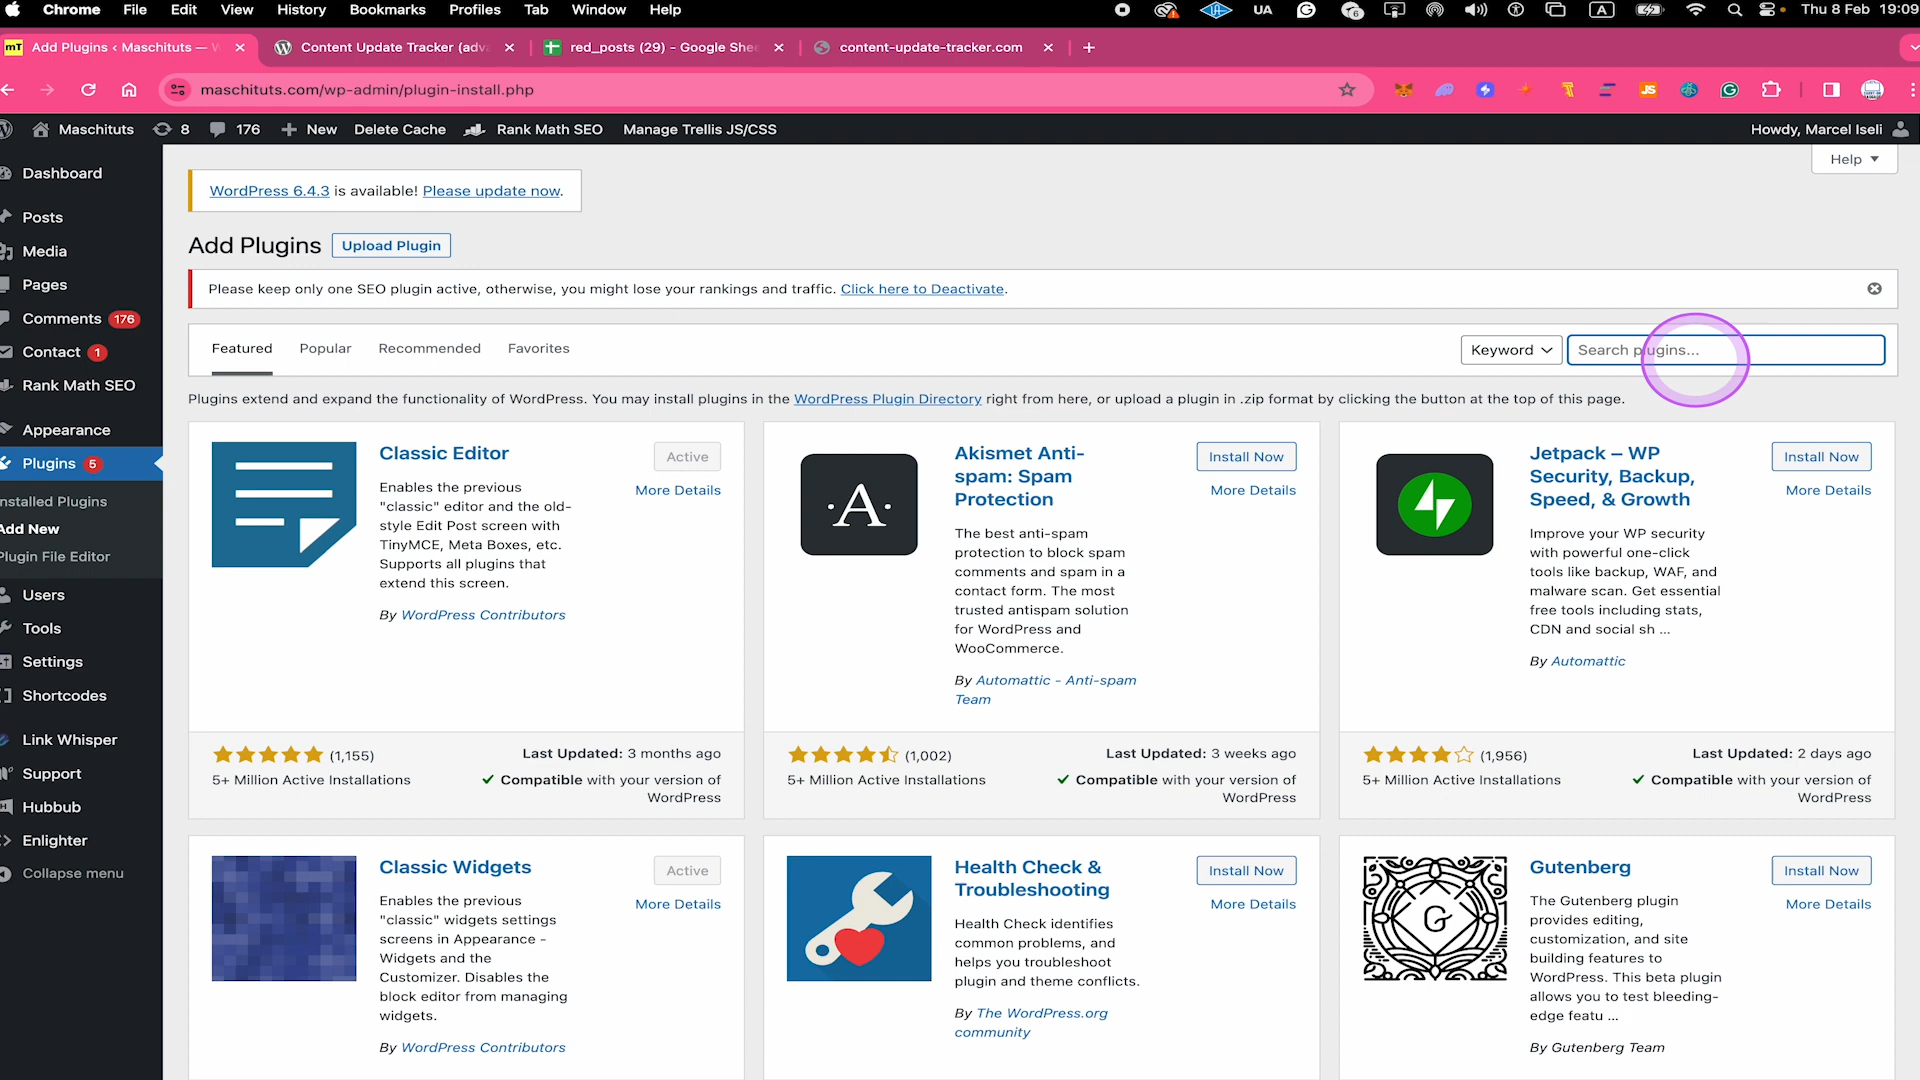 Chrome File Edit View History Bookmarks Profiles Tab Window Help UA A Thu 8 Feb 19:09
mT Add Plugins ‹ Maschituts — Content Update Tracker (adva red_posts (29) - Google She content-update-tracker.com
maschituts.com/wp-admin/plugin-install.php
Maschituts 8 176 New Delete Cache Rank Math SEO Manage Trellis JS/CSS Howdy, Marcel Iseli
Help
Dashboard
Posts
Media
Pages
Comments 176
Contact 1
Rank Math SEO
Appearance
Plugins 5
nstalled Plugins
Add New
Plugin File Editor
Users
Tools
Settings
Shortcodes
Link Whisper
Support
Hubbub
Enlighter
Collapse menu
WordPress 6.4.3 is available! Please update now.
Add Plugins Upload Plugin
Please keep only one SEO plugin active, otherwise, you might lose your rankings and traffic. Click here to Deactivate.
Featured Popular Recommended Favorites Keyword Search plugins...
Plugins extend and expand the functionality of WordPress. You may install plugins in the WordPress Plugin Directory right from here, or upload a plugin in .zip format by clicking the button at the top of this page.
Classic Editor
Active
More Details
Enables the previous
"classic" editor and the old-
style Edit Post screen with
TinyMCE, Meta Boxes, etc.
Supports all plugins that
extend this screen.
By WordPress Contributors
(1,155)
5+ Million Active Installations
Last Updated: 3 months ago
Compatible with your version of
WordPress
·A·
Akismet Anti-
spam: Spam
Protection
Install Now
More Details
The best anti-spam
protection to block spam
comments and spam in a
contact form. The most
trusted antispam solution
for WordPress and
WooCommerce.
By Automattic - Anti-spam
Team
(1,002)
5+ Million Active Installations
Last Updated: 3 weeks ago
Compatible with your version of
WordPress
Jetpack – WP
Security, Backup,
Speed, & Growth
Install Now
More Details
Improve your WP security
with powerful one-click
tools like backup, WAF, and
malware scan. Get essential
free tools including stats,
CDN and social sh ...
By Automattic
(1,956)
5+ Million Active Installations
Last Updated: 2 days ago
Compatible with your version of
WordPress
Classic Widgets
Active
More Details
Enables the previous
"classic" widgets settings
screens in Appearance -
Widgets and the
Customizer. Disables the
block editor from managing
widgets.
By WordPress Contributors
Health Check &
Troubleshooting
Install Now
More Details
Health Check identifies
common problems, and
helps you troubleshoot
plugin and theme conflicts.
By The WordPress.org
community
G
Gutenberg
Install Now
More Details
The Gutenberg plugin
provides editing,
customization, and site
building features to
WordPress. This beta plugin
allows you to test bleeding-
edge featu ...
By Gutenberg Team